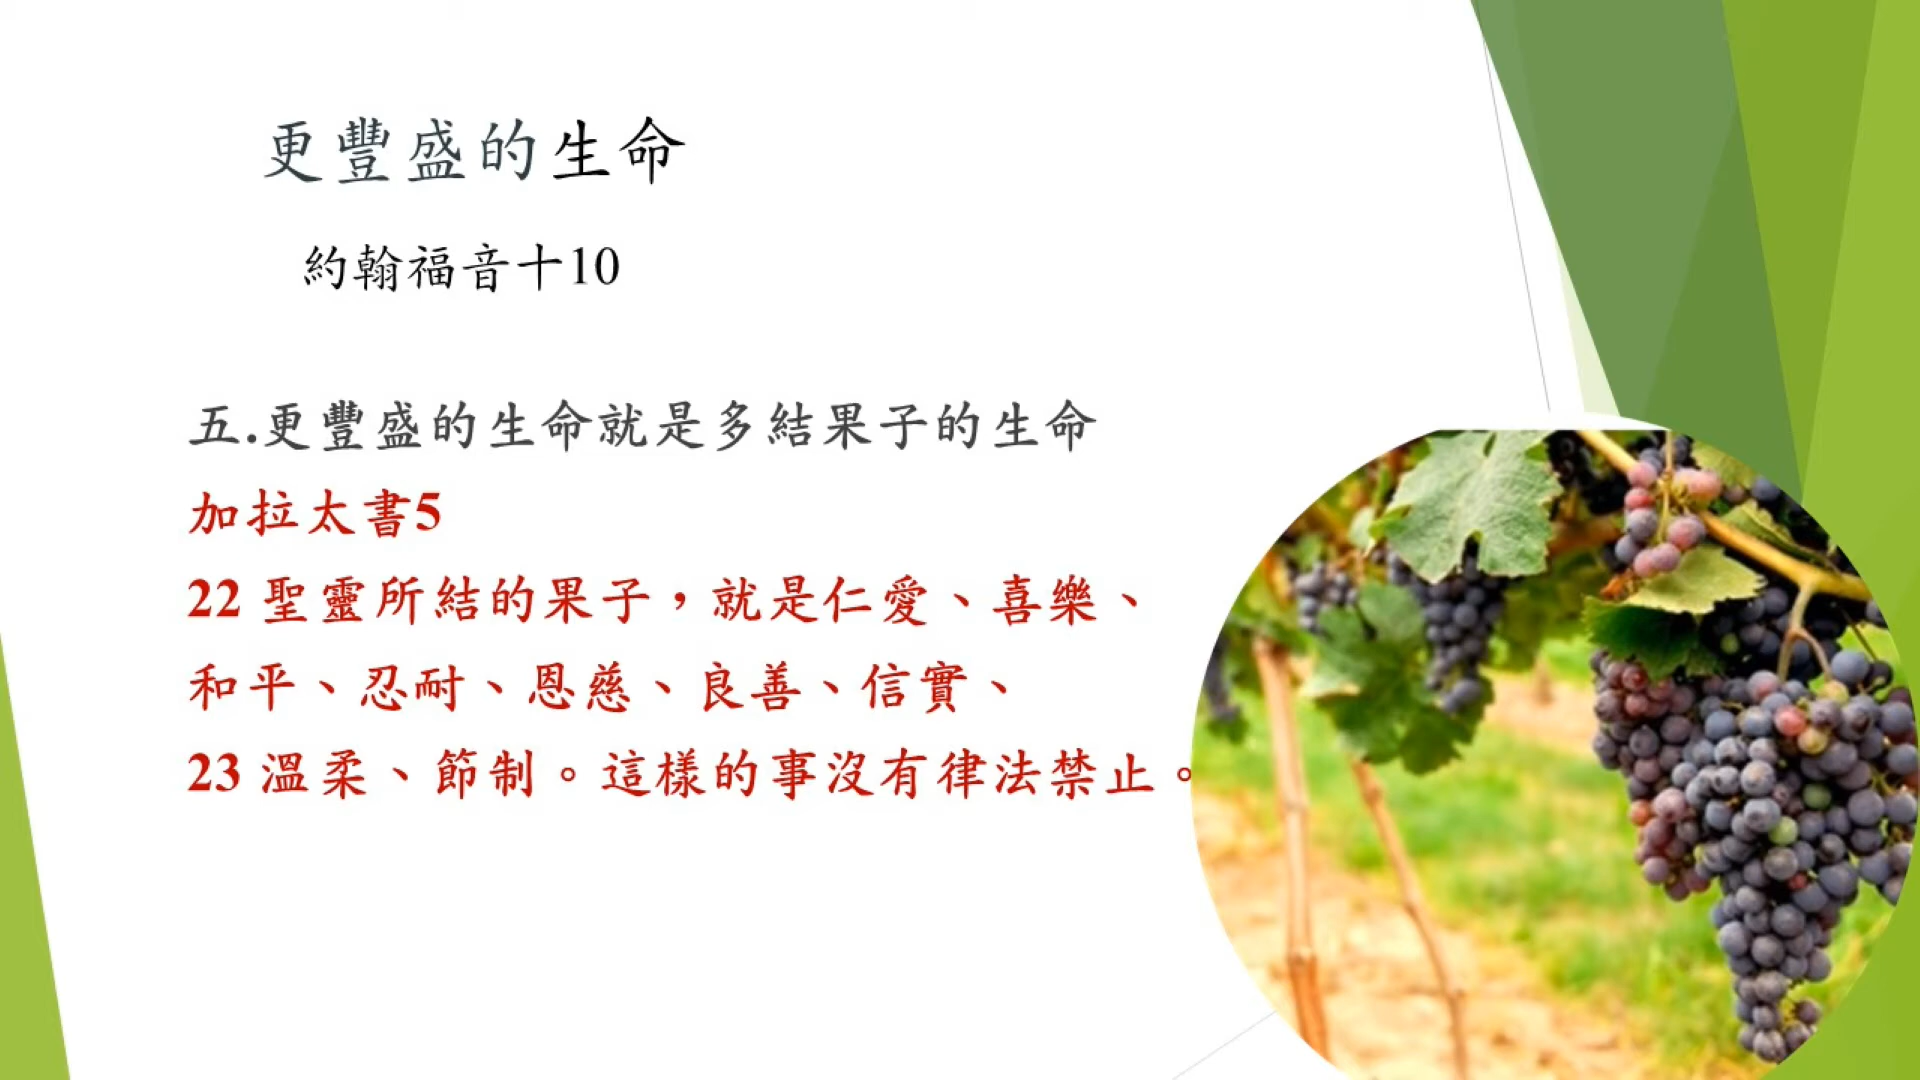 更豐盛的生命
約翰福音十10
五.更豐盛的生命就是多結果子的生命
加拉太書5
22 聖靈所結的果子，就是仁愛、喜樂、
和平、忍耐、恩慈、良善、信實、
23 溫柔、節制。這樣的事沒有律法禁止。